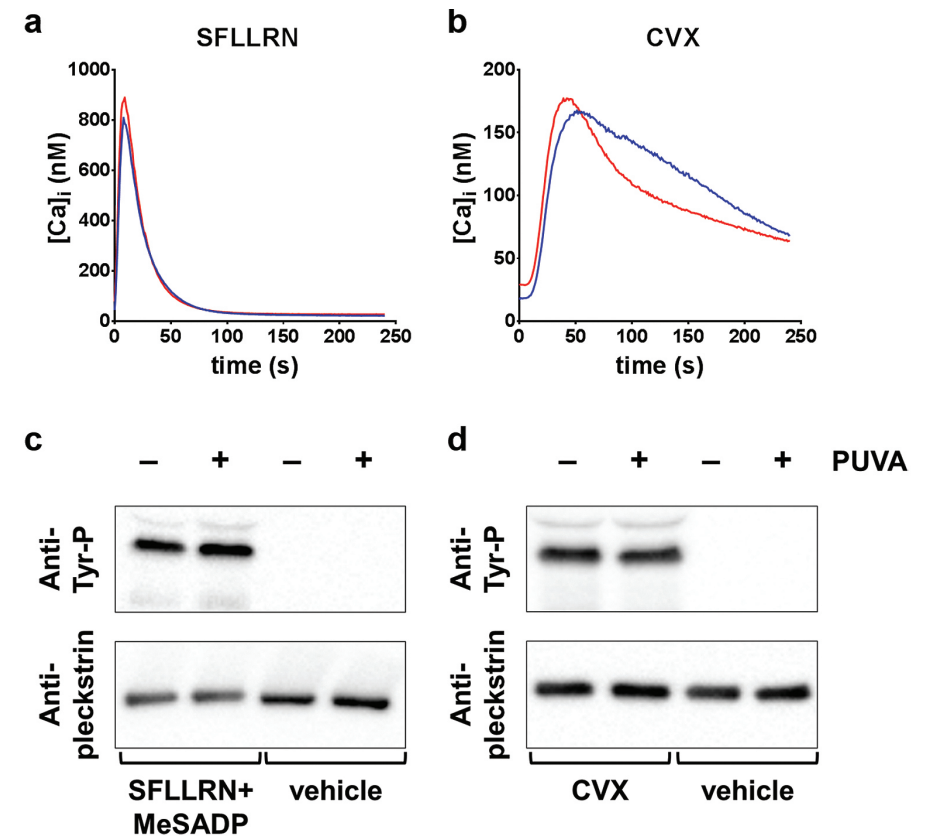 a
SFLLRN
1000
800
600
400
200
0
[Ca]i (nM)
0 50 100 150 200 250
time (s)
b
CVX
200
150
100
50
0
[Ca]i (nM)
0 50 100 150 200 250
time (s)
c
– + – +
Anti-
Tyr-P
Anti-
pleckstrin
SFLLRN+
MeSADP
vehicle
d
– + – + PUVA
Anti-
Tyr-P
Anti-
pleckstrin
CVX
vehicle